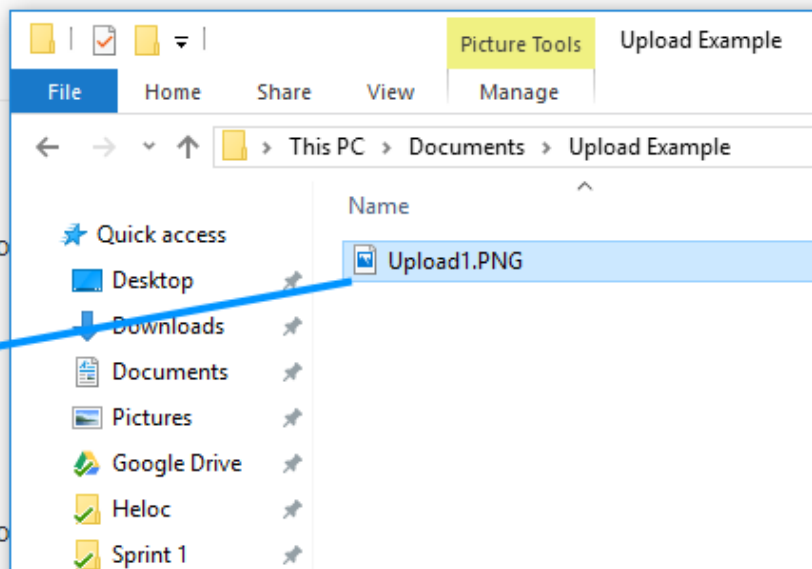 Picture Tools Upload Example
File Home Share View Manage
This PC > Documents > Upload Example
Name
Quick access
Upload1.PNG
Desktop
Downloads
Documents
Pictures
Google Drive
Heloc
Sprint 1